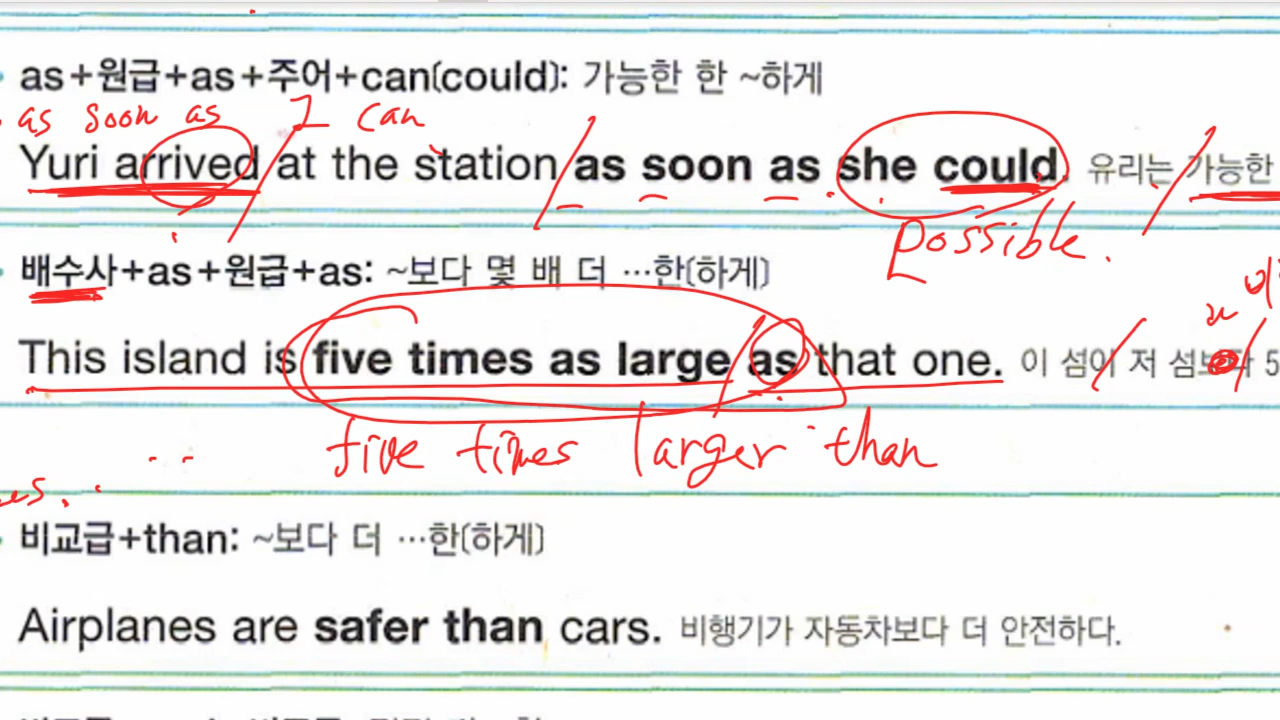 as+원급+as+주어+can(could): 가능한 한 ~하게
as soon as I can
Yuri arrived at the station as soon as she could. 유리는 가능한
possible.
배수사+as+원급+as: ~보다 몇 배 더 …한(하게)
This island is five times as large as that one. 이 섬이 저 섬보다 5
five times larger than
비교급+than: ~보다 더 …한(하게)
Airplanes are safer than cars. 비행기가 자동차보다 더 안전하다.